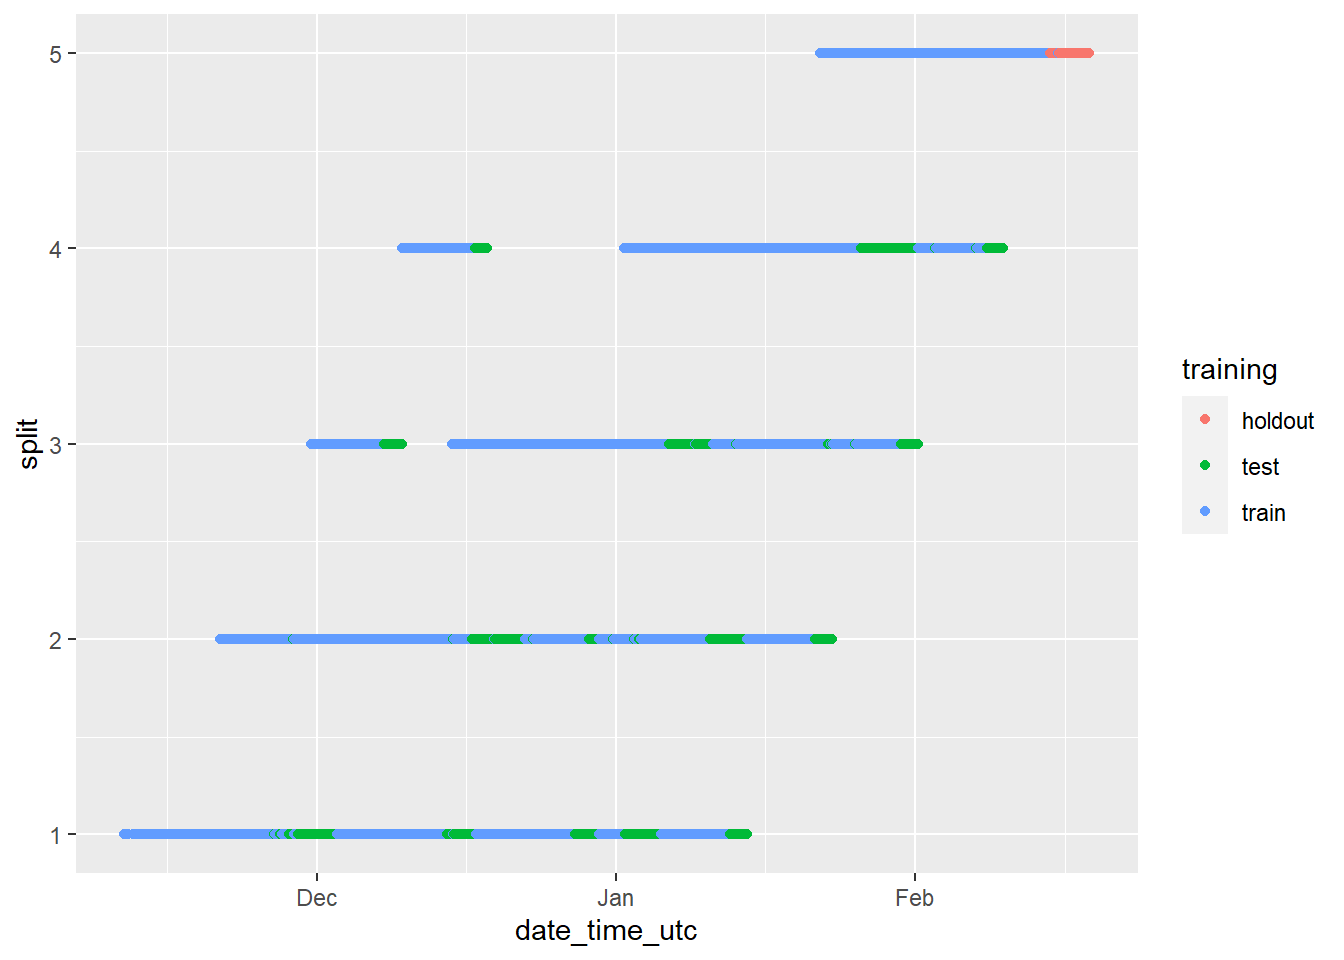 5
4
3
2
1
split
Dec
Jan
Feb
date_time_utc
training
holdout
test
train